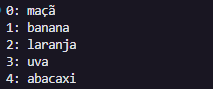 0: maçã
1: banana
2: laranja
3: uva
4: abacaxi